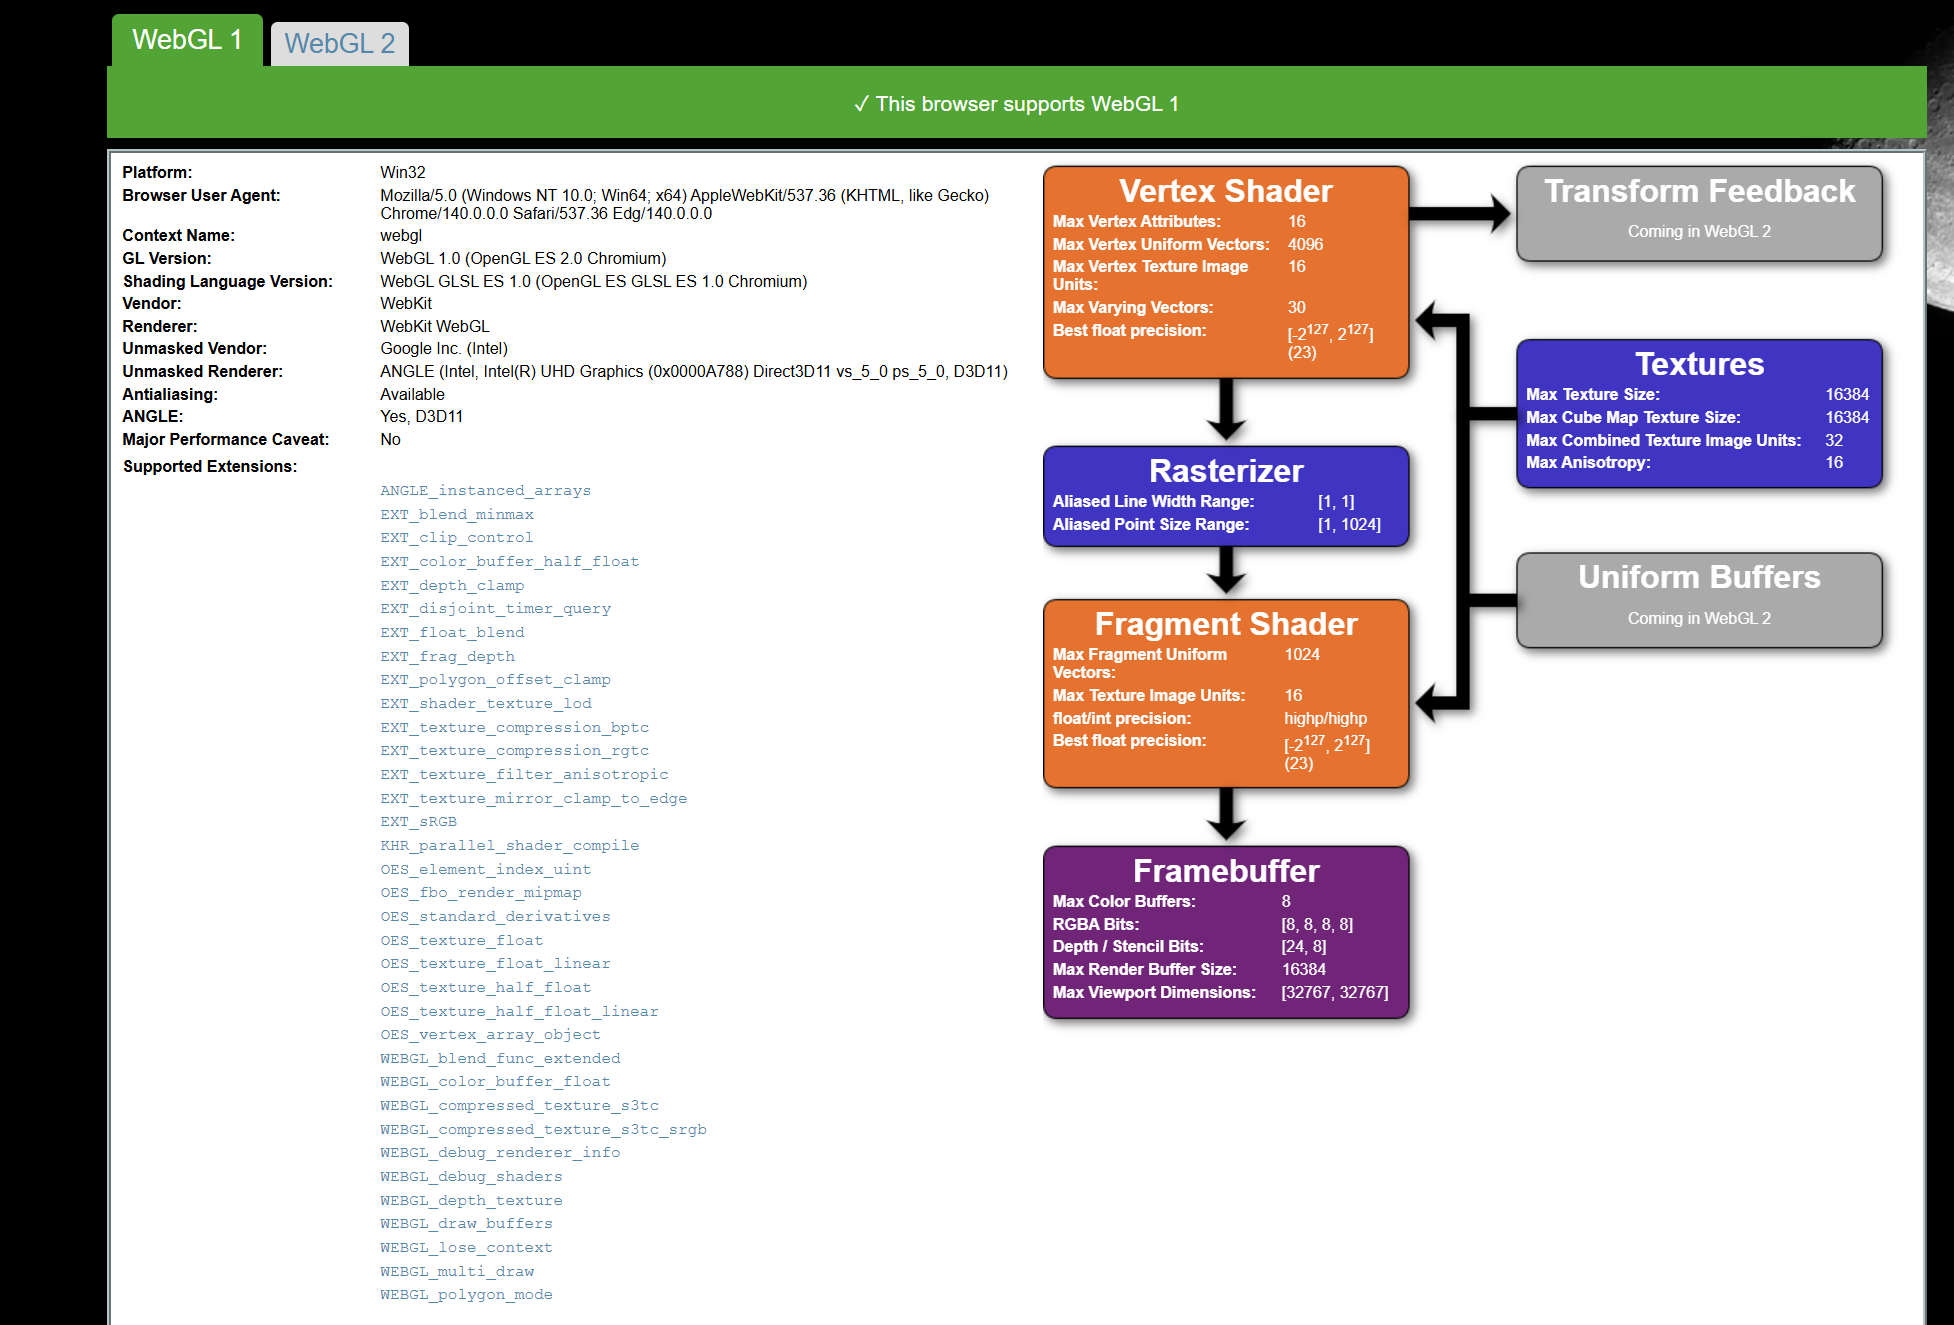 WebGL 1
WebGL 2
✓ This browser supports WebGL 1
Platform: Win32
Browser User Agent: Mozilla/5.0 (Windows NT 10.0; Win64; x64) AppleWebKit/537.36 (KHTML, like Gecko)
Chrome/140.0.0.0 Safari/537.36 Edg/140.0.0.0
Context Name: webgl
GL Version: WebGL 1.0 (OpenGL ES 2.0 Chromium)
Shading Language Version: WebGL GLSL ES 1.0 (OpenGL ES GLSL ES 1.0 Chromium)
Vendor: WebKit
Renderer: WebKit WebGL
Unmasked Vendor: Google Inc. (Intel)
Unmasked Renderer: ANGLE (Intel, Intel(R) UHD Graphics (0x0000A788) Direct3D11 vs_5_0 ps_5_0, D3D11)
Antialiasing: Available
ANGLE: Yes, D3D11
Major Performance Caveat: No
Supported Extensions:
ANGLE_instanced_arrays
EXT_blend_minmax
EXT_clip_control
EXT_color_buffer_half_float
EXT_depth_clamp
EXT_disjoint_timer_query
EXT_float_blend
EXT_frag_depth
EXT_polygon_offset_clamp
EXT_shader_texture_lod
EXT_texture_compression_bptc
EXT_texture_compression_rgtc
EXT_texture_filter_anisotropic
EXT_texture_mirror_clamp_to_edge
EXT_sRGB
KHR_parallel_shader_compile
OES_element_index_uint
OES_fbo_render_mipmap
OES_standard_derivatives
OES_texture_float
OES_texture_float_linear
OES_texture_half_float
OES_texture_half_float_linear
OES_vertex_array_object
WEBGL_blend_func_extended
WEBGL_color_buffer_float
WEBGL_compressed_texture_s3tc
WEBGL_compressed_texture_s3tc_srgb
WEBGL_debug_renderer_info
WEBGL_debug_shaders
WEBGL_depth_texture
WEBGL_draw_buffers
WEBGL_lose_context
WEBGL_multi_draw
WEBGL_polygon_mode
Vertex Shader
Max Vertex Attributes: 16
Max Vertex Uniform Vectors: 4096
Max Vertex Texture Image 16
Units:
Max Varying Vectors: 30
Best float precision: [-2^127, 2^127]
(23)
Transform Feedback
Coming in WebGL 2
Textures
Max Texture Size: 16384
Max Cube Map Texture Size: 16384
Max Combined Texture Image Units: 32
Max Anisotropy: 16
Rasterizer
Aliased Line Width Range: [1, 1]
Aliased Point Size Range: [1, 1024]
Uniform Buffers
Coming in WebGL 2
Fragment Shader
Max Fragment Uniform 1024
Vectors:
Max Texture Image Units: 16
float/int precision: highp/highp
Best float precision: [-2^127, 2^127]
(23)
Framebuffer
Max Color Buffers: 8
RGBA Bits: [8, 8, 8, 8]
Depth / Stencil Bits: [24, 8]
Max Render Buffer Size: 16384
Max Viewport Dimensions: [32767, 32767]